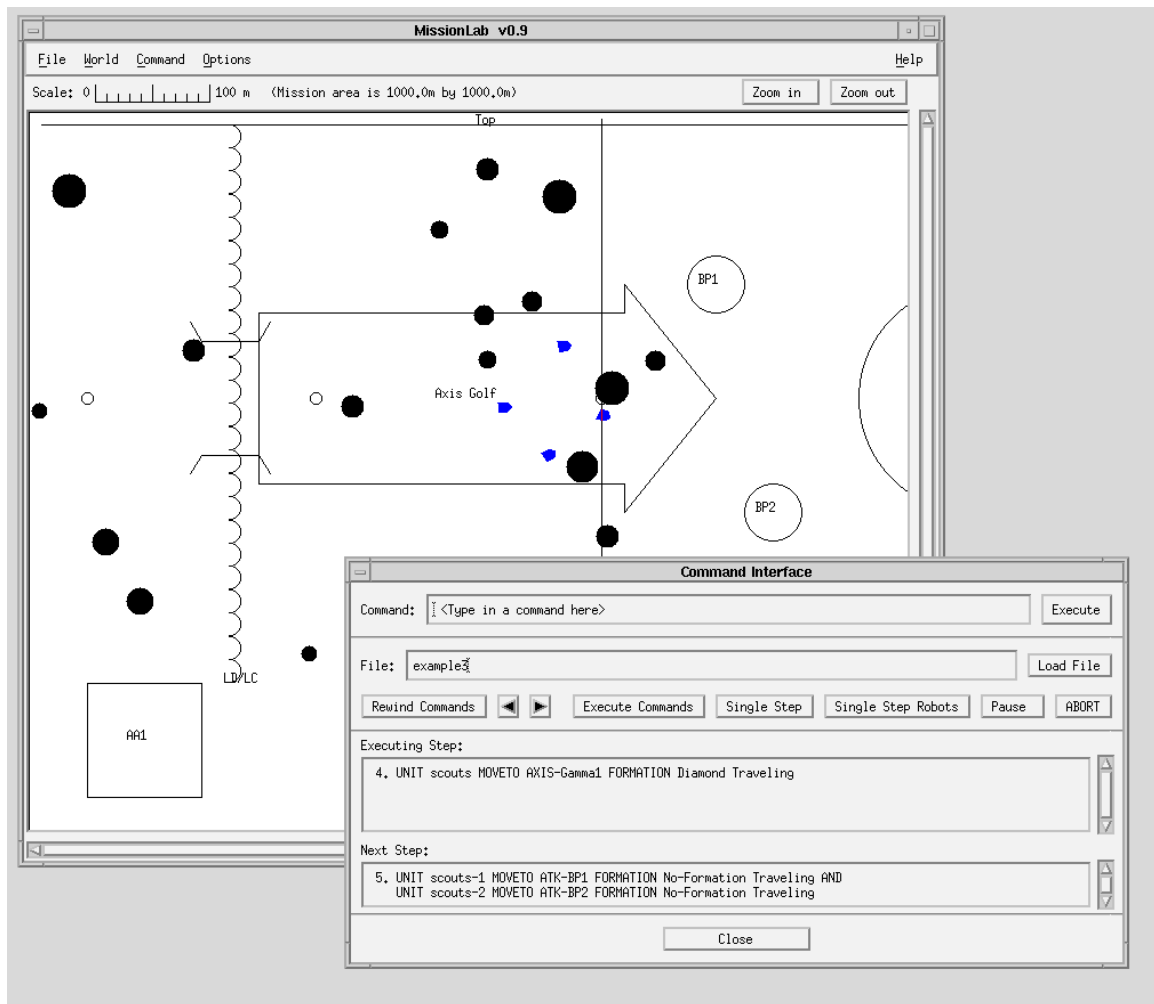 MissionLab v0.9
File World Command Options Help
Scale: 0 100 m (Mission area is 1000.0m by 1000.0m) Zoom in Zoom out
Top
BP1
Axis Golf
BP2
LD/LC
AA1
Command Interface
Command: <Type in a command here> Execute
File: example3 Load File
Rewind Commands Execute Commands Single Step Single Step Robots Pause ABORT
Executing Step:
4. UNIT scouts MOVETO AXIS-Gamma1 FORMATION Diamond Traveling
Next Step:
5. UNIT scouts-1 MOVETO ATK-BP1 FORMATION No-Formation Traveling AND
UNIT scouts-2 MOVETO ATK-BP2 FORMATION No-Formation Traveling
Close